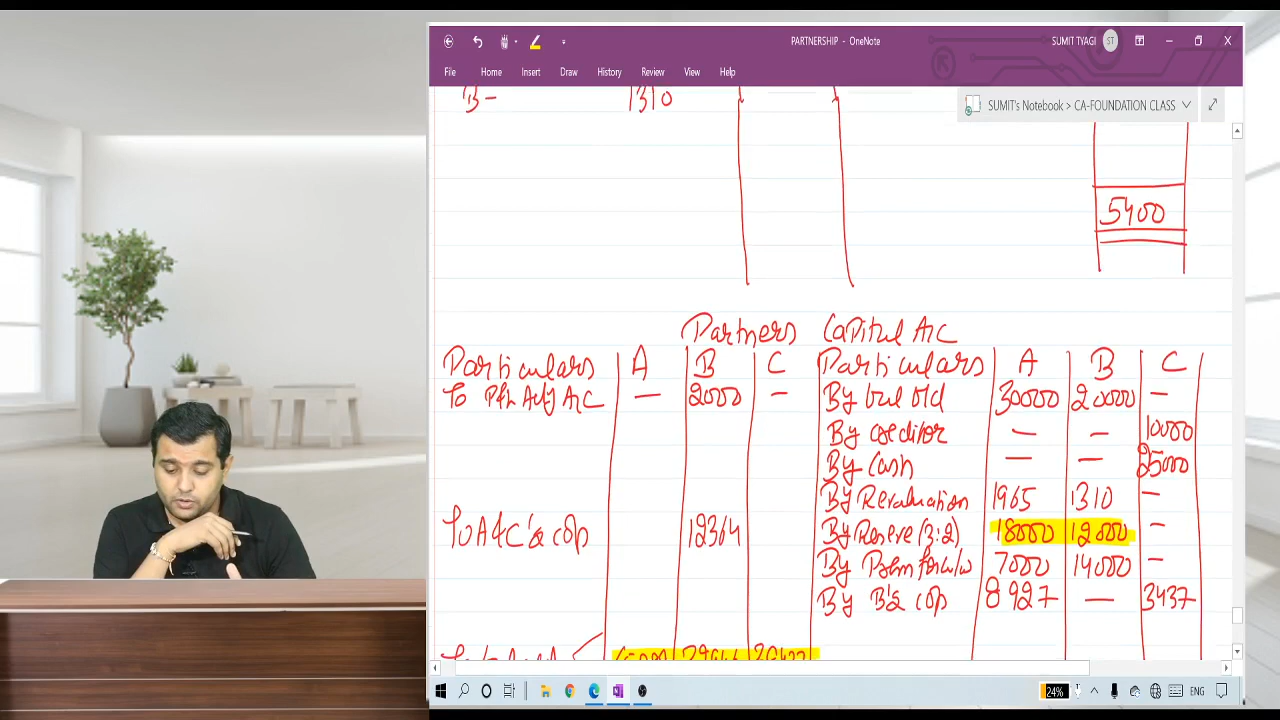 PARTNERSHIP - OneNote
SUMIT TYAGI ST
File Home Insert Draw History Review View Help
SUMIT's Notebook > CA-FOUNDATION CLASS
B - 1310
5400
Partners Capital A/C
Particulars A B C Particulars A B C
To P&L Adj A/C — 2000 — By bal b/d 30000 20000 —
By creditor — — 10000
By Cash — — 25000
By Revaluation 1965 1310 —
To A & C's cap 12364 By Reserve (3:2) 18000 12000 —
By Prem for G/w 7000 14000 —
By B's cap 8927 — 3437
24% ENG